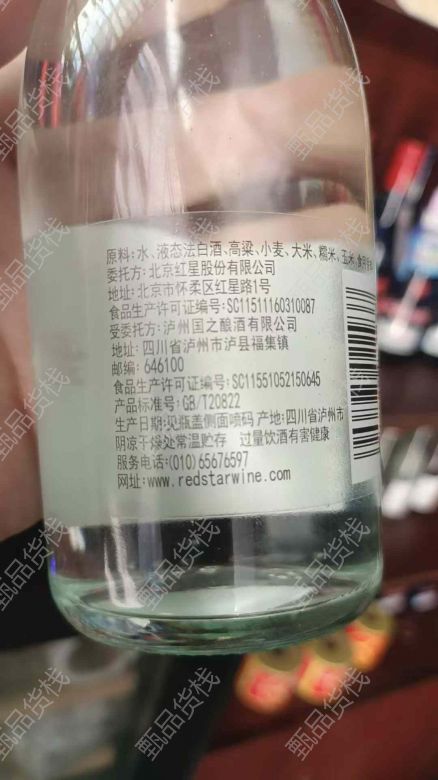 原料:水、液态法白酒、高粱、小麦、大米、糯米、玉米、食用
委托方:北京红星股份有限公司
地址:北京市怀柔区红星路1号
食品生产许可证编号:SC11511160310087
受委托方:泸州国之酿酒有限公司
地址:四川省泸州市泸县福集镇
邮编:646100
食品生产许可证编号:SC11551052150645
产品标准号:GB/T20822
生产日期:见瓶盖侧面喷码 产地:四川省泸州市
阴凉干燥处常温贮存 过量饮酒有害健康
服务电话:(010)65676597
网址:www.redstarwine.com
甄品货栈